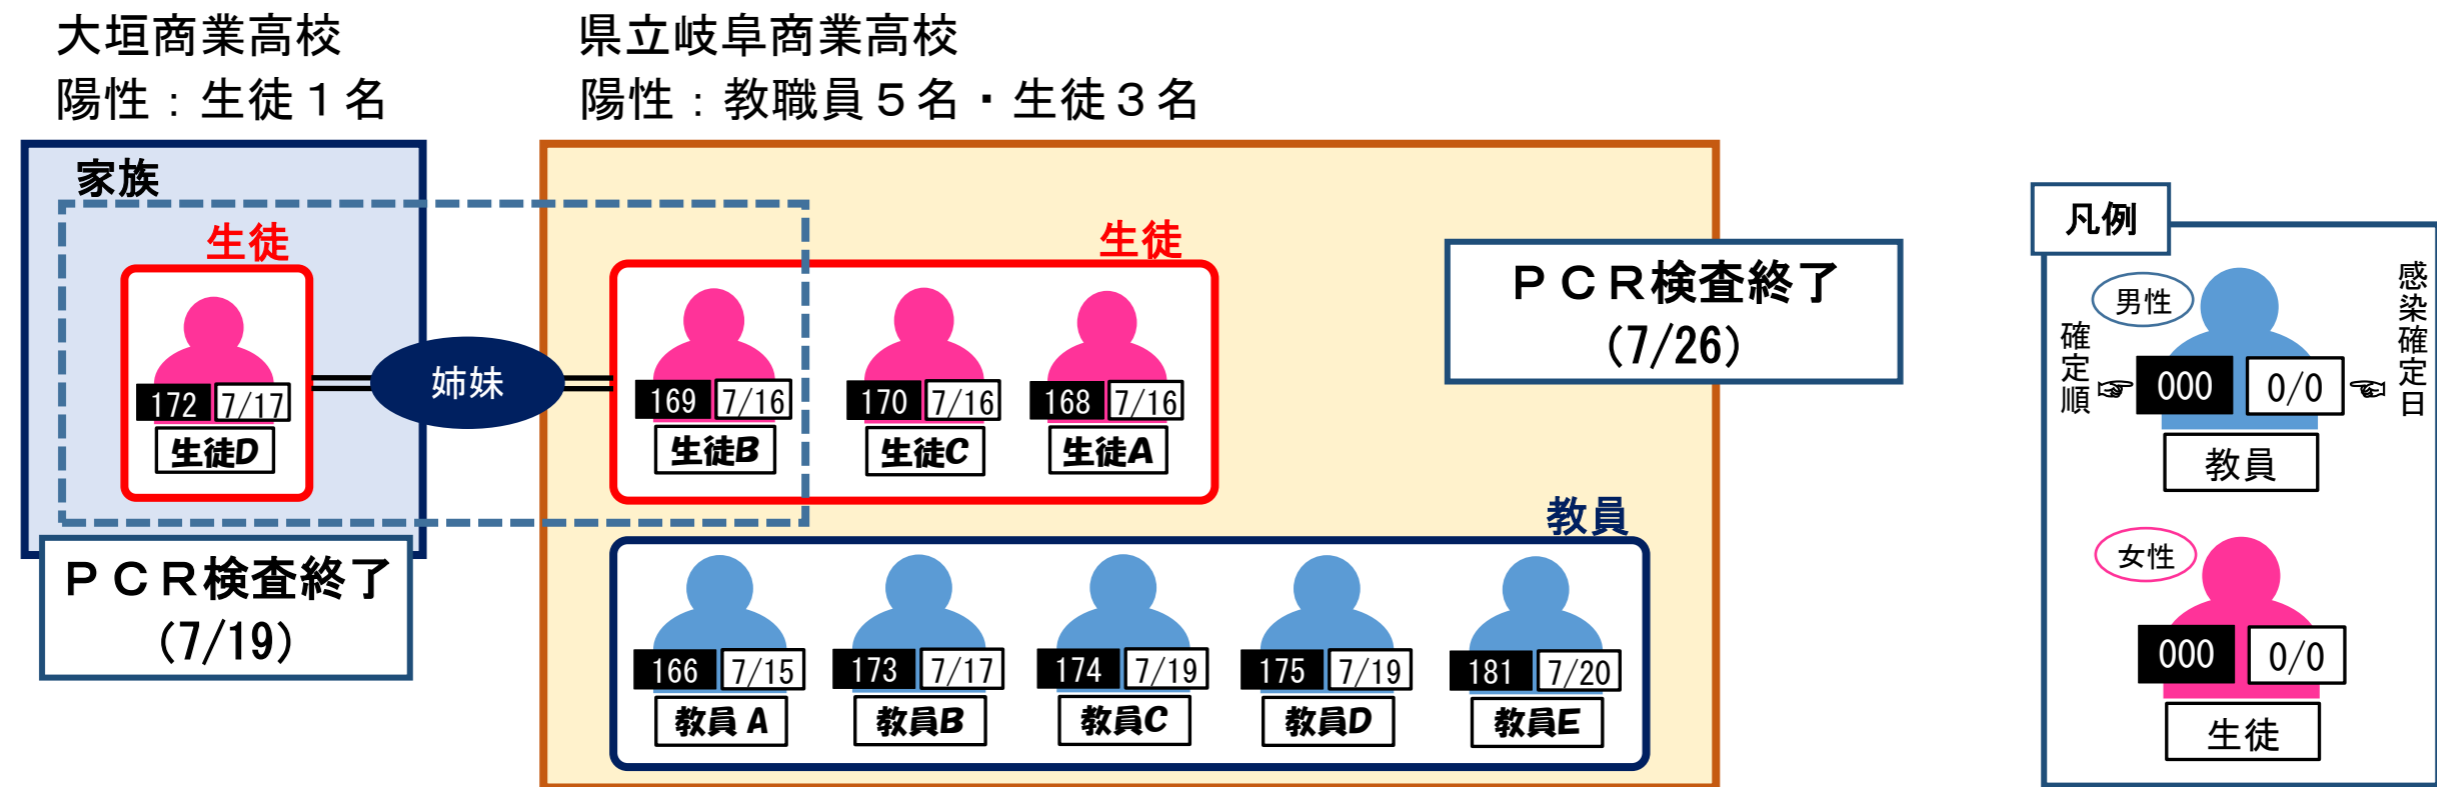 大垣商業高校
陽性：生徒１名
県立岐阜商業高校
陽性：教職員５名・生徒３名
家族
生徒
172 7/17
生徒D
姉妹
生徒
169 7/16
生徒B
170 7/16
生徒C
168 7/16
生徒A
ＰＣＲ検査終了
(7/19)
ＰＣＲ検査終了
(7/26)
教員
166 7/15
教員 A
173 7/17
教員B
174 7/19
教員C
175 7/19
教員D
181 7/20
教員E
凡例
男性
確定順
☞
000 0/0
☜
感染確定日
教員
女性
000 0/0
生徒